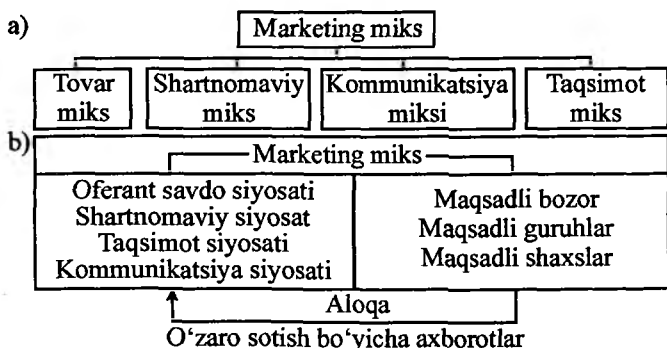 a)
Marketing miks
Tovar miks
Shartnomaviy miks
Kommunikatsiya miksi
Taqsimot miks
b)
Marketing miks
Oferant savdo siyosati
Shartnomaviy siyosat
Taqsimot siyosati
Kommunikatsiya siyosati
Maqsadli bozor
Maqsadli guruhlar
Maqsadli shaxslar
Aloqa
O‘zaro sotish bo‘yicha axborotlar